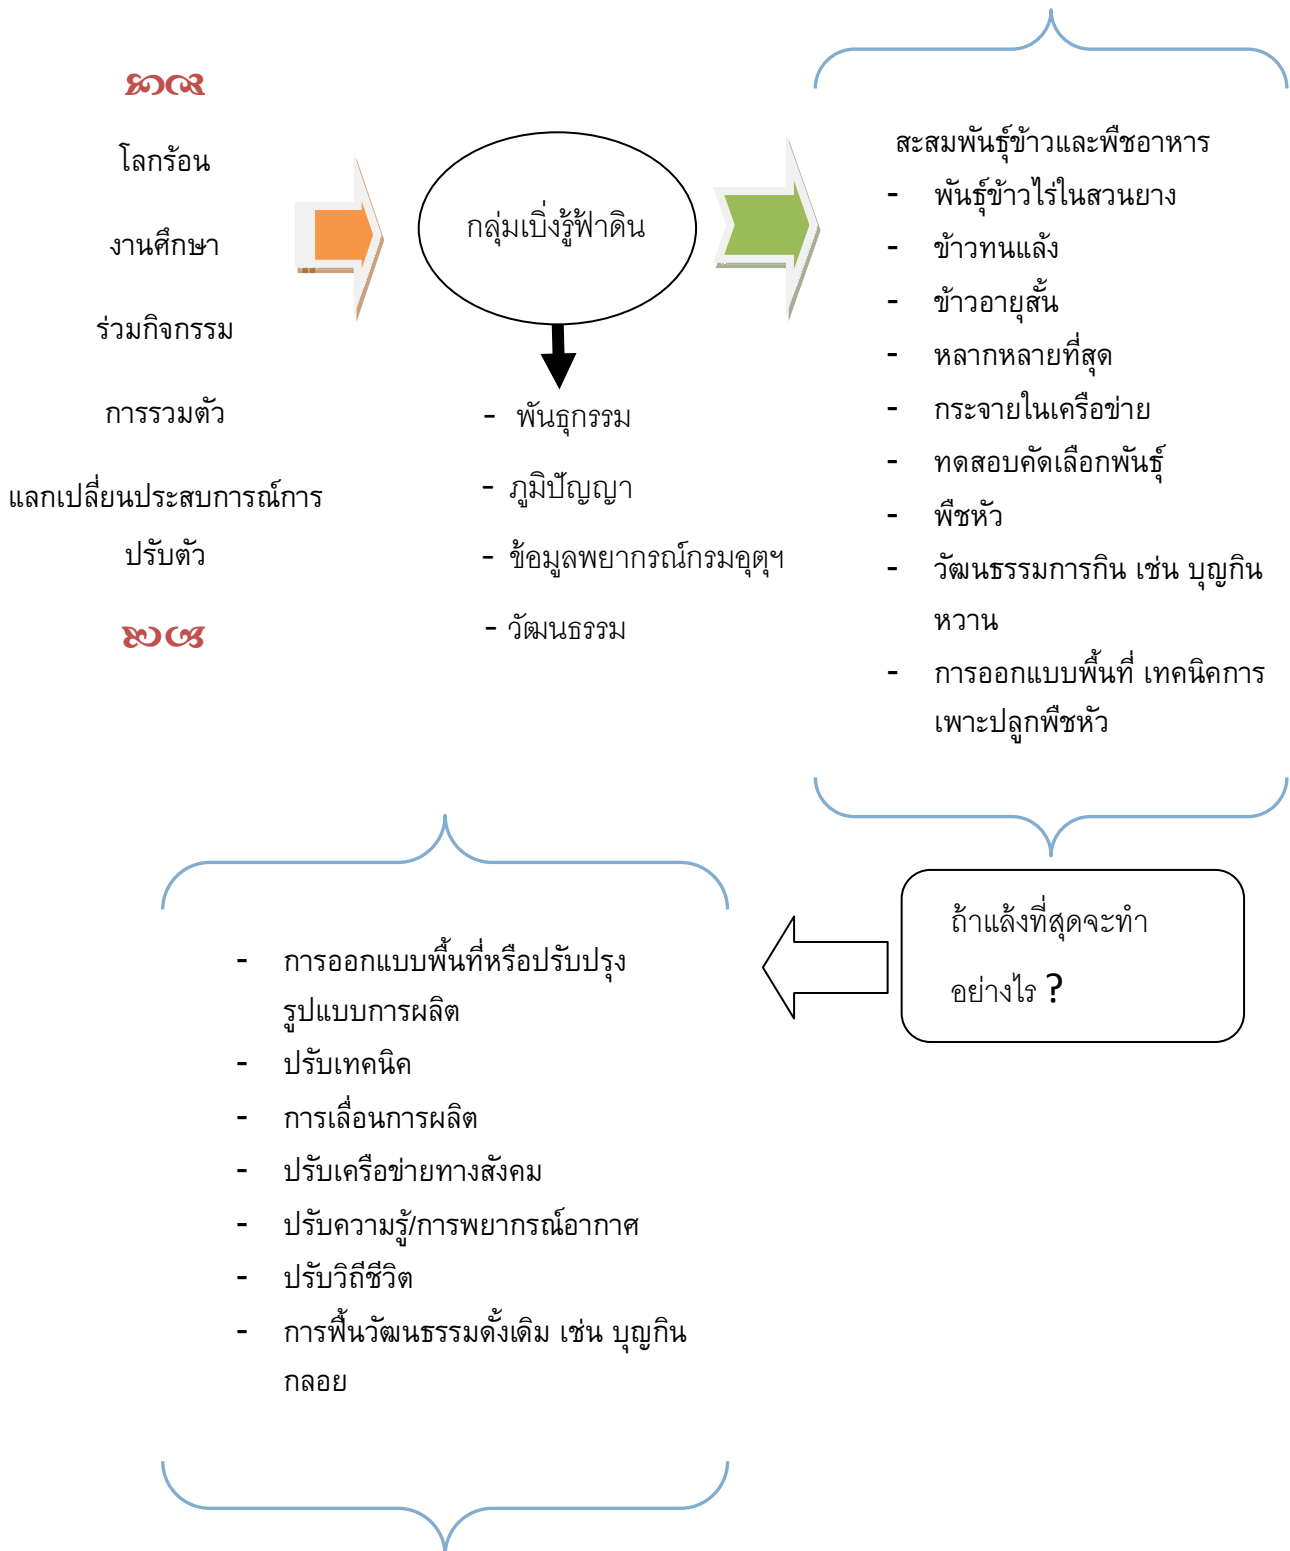 โลกร้อน
งานศึกษา
ร่วมกิจกรรม
การรวมตัว
แลกเปลี่ยนประสบการณ์การ
ปรับตัว
กลุ่มเบิ่งรู้ฟ้าดิน
- พันธุกรรม
- ภูมิปัญญา
- ข้อมูลพยากรณ์กรมอุตุฯ
- วัฒนธรรม
สะสมพันธุ์ข้าวและพืชอาหาร
- พันธุ์ข้าวไร่ในสวนยาง
- ข้าวทนแล้ง
- ข้าวอายุสั้น
- หลากหลายที่สุด
- กระจายในเครือข่าย
- ทดสอบคัดเลือกพันธุ์
- พืชหัว
- วัฒนธรรมการกิน เช่น บุญกิน
หวาน
- การออกแบบพื้นที่ เทคนิคการ
เพาะปลูกพืชหัว
ถ้าแล้งที่สุดจะทำ
อย่างไร ?
- การออกแบบพื้นที่หรือปรับปรุง
รูปแบบการผลิต
- ปรับเทคนิค
- การเลื่อนการผลิต
- ปรับเครือข่ายทางสังคม
- ปรับความรู้/การพยากรณ์อากาศ
- ปรับวิถีชีวิต
- การฟื้นวัฒนธรรมดั้งเดิม เช่น บุญกิน
กลอย